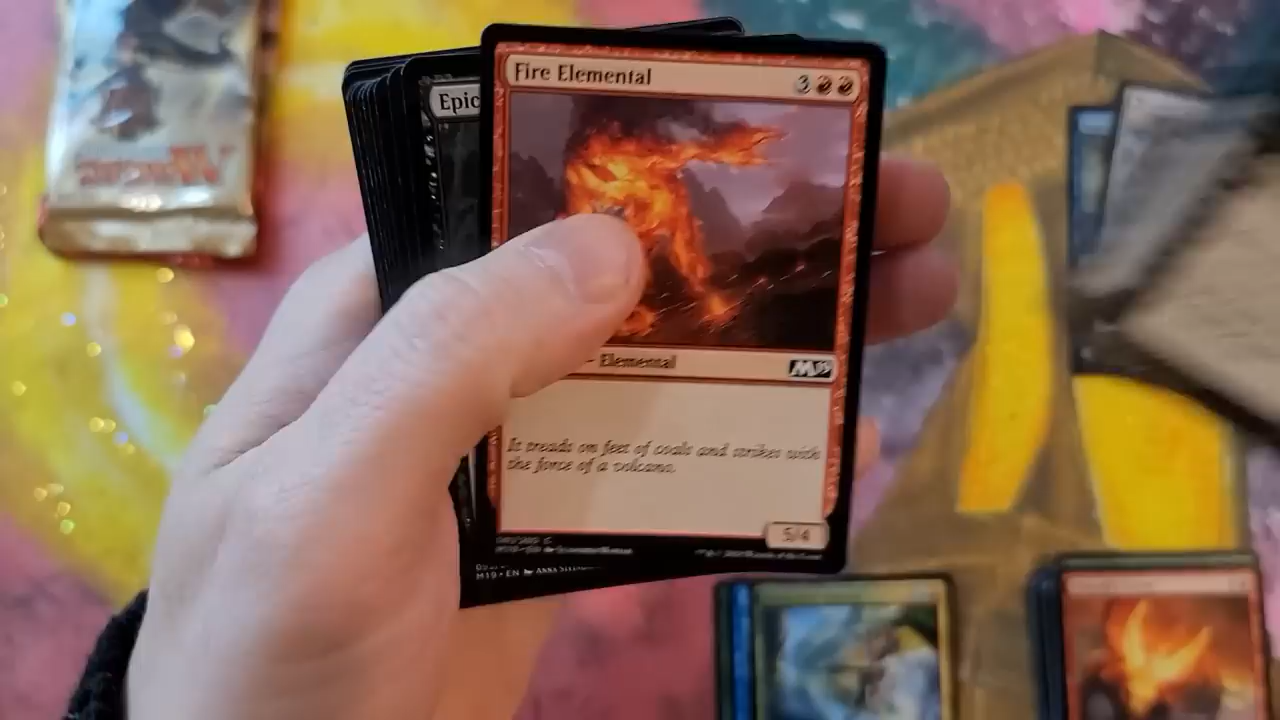 Fire Elemental
3
Epic
- Elemental
M19
It treads on feet of coals and strikes with
the force of a volcano.
5/4
M19 • EN